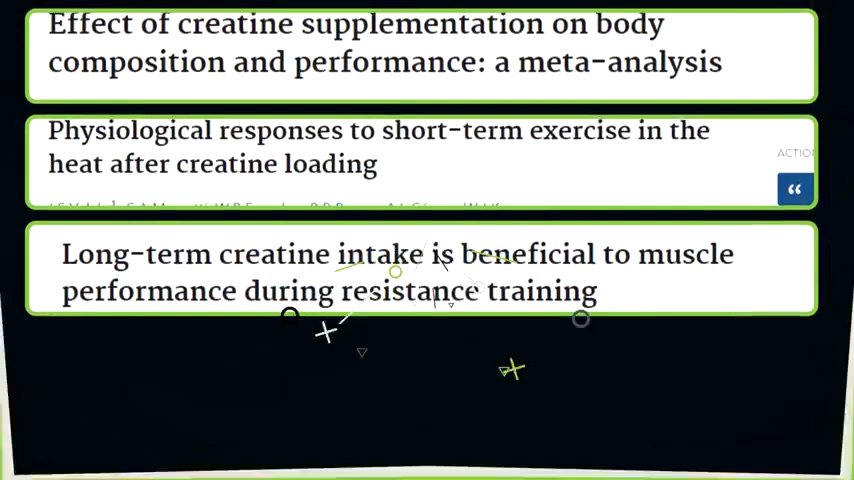 Effect of creatine supplementation on body
composition and performance: a meta-analysis
Physiological responses to short-term exercise in the
heat after creatine loading
ACTIO
Long-term creatine intake is beneficial to muscle
performance during resistance training